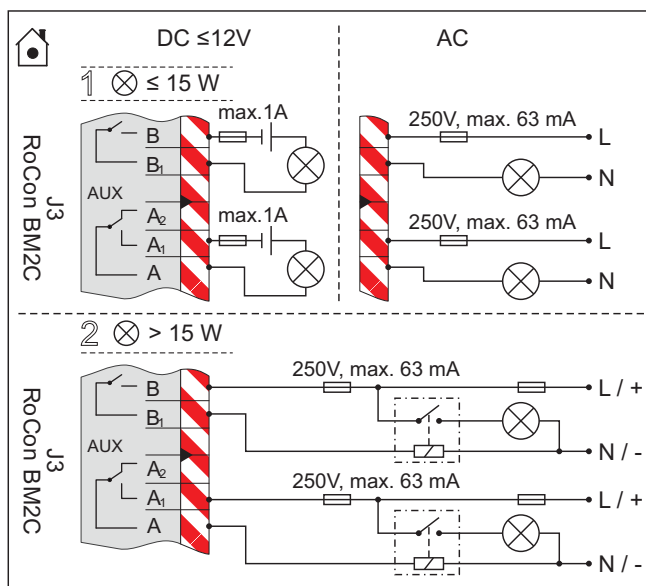 DC ≤12V
AC
1 ⊗ ≤ 15 W
RoCon BM2C
J3
AUX
B
B1
A2
A1
A
max.1A
max.1A
250V, max. 63 mA
L
N
250V, max. 63 mA
L
N
2 ⊗ > 15 W
RoCon BM2C
J3
AUX
B
B1
A2
A1
A
250V, max. 63 mA
L / +
N / -
250V, max. 63 mA
L / +
N / -